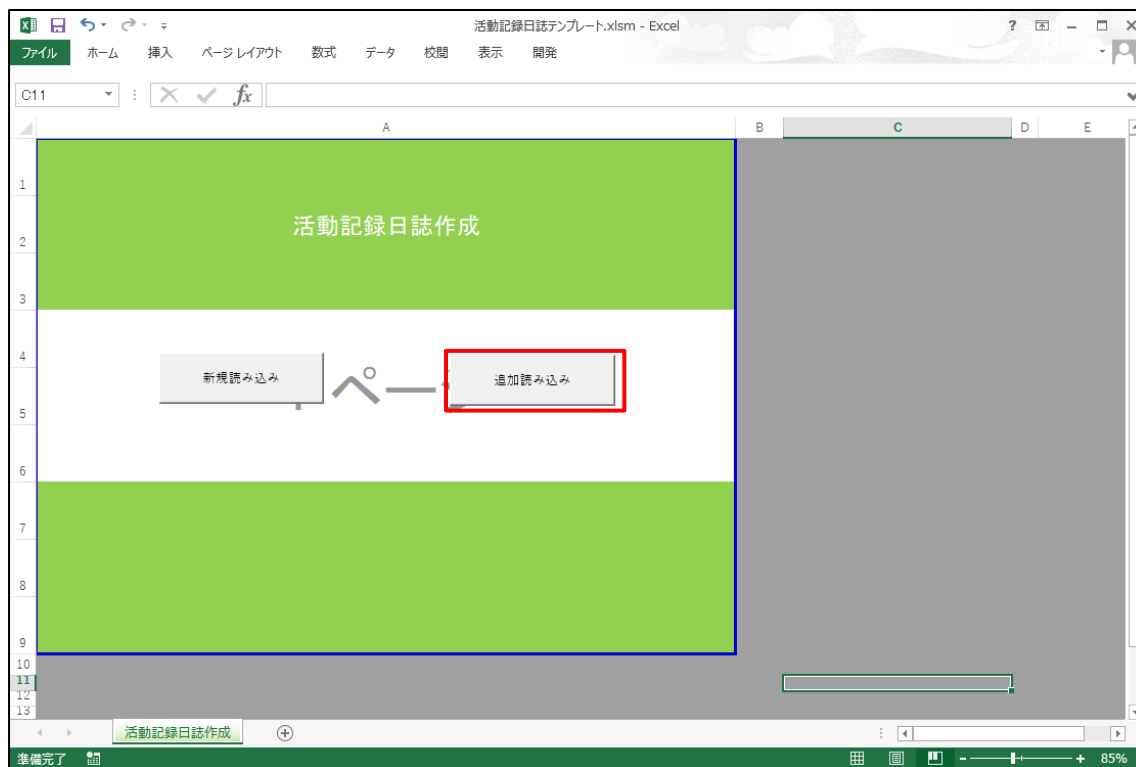 活動記録日誌テンプレート.xlsm - Excel
ファイル ホーム 挿入 ページ レイアウト 数式 データ 校閲 表示 開発
C11 fx
A B C D E
1
活動記録日誌作成
2
3
4
新規読み込み 追加読み込み
ペー
5
6
7
8
9
10
11
12
13
活動記録日誌作成
準備完了 85%